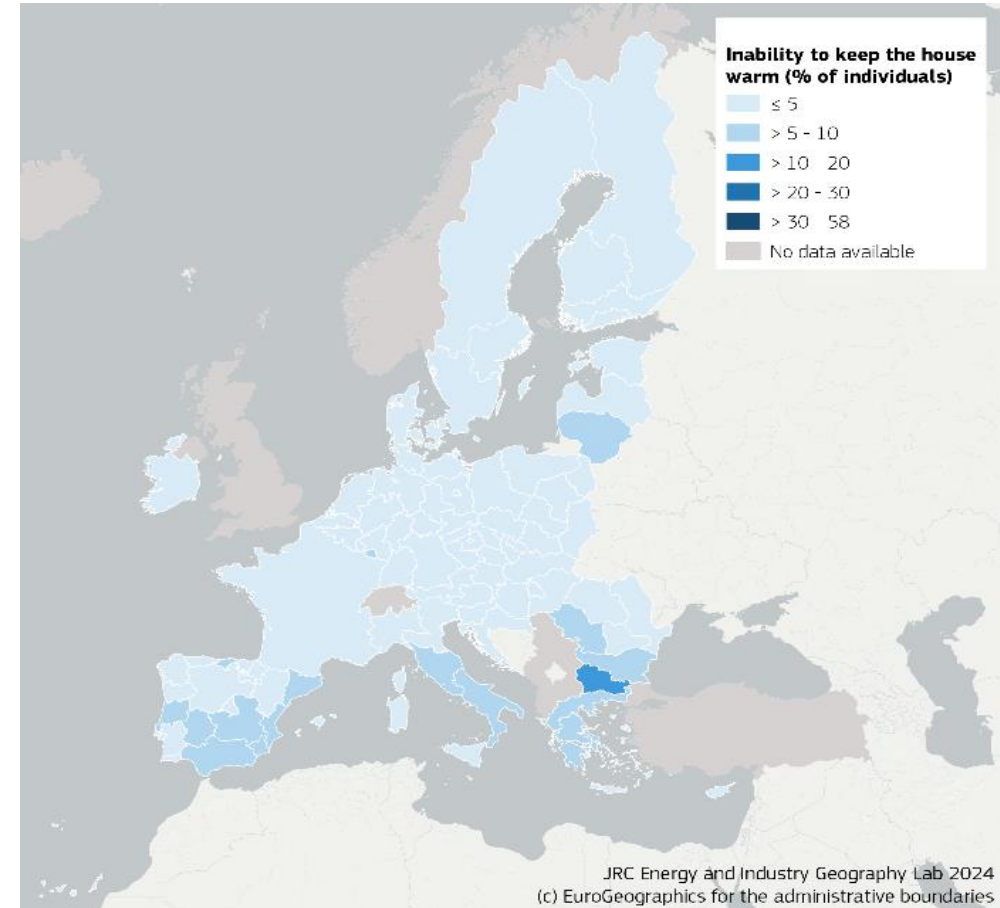 Inability to keep the house
warm (% of individuals)
≤ 5
> 5 - 10
> 10 20
> 20 - 30
> 30 58
No data available
JRC Energy and Industry Geography Lab 2024
(c) EuroGeographics for the administrative boundaries